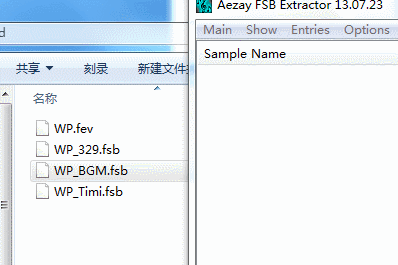 Aezay FSB Extractor 13.07.23
Main Show Entries Options
Sample Name
共享 刻录 新建文件
名称
WP.fev
WP_329.fsb
WP_BGM.fsb
WP_Timi.fsb